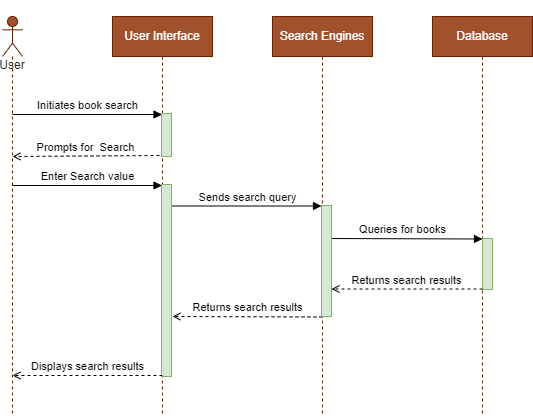 User Interface
Search Engines
Database
User
Initiates book search
Prompts for  Search
Enter Search value
Sends search query
Queries for books
Returns search results
Returns search results
Displays search results